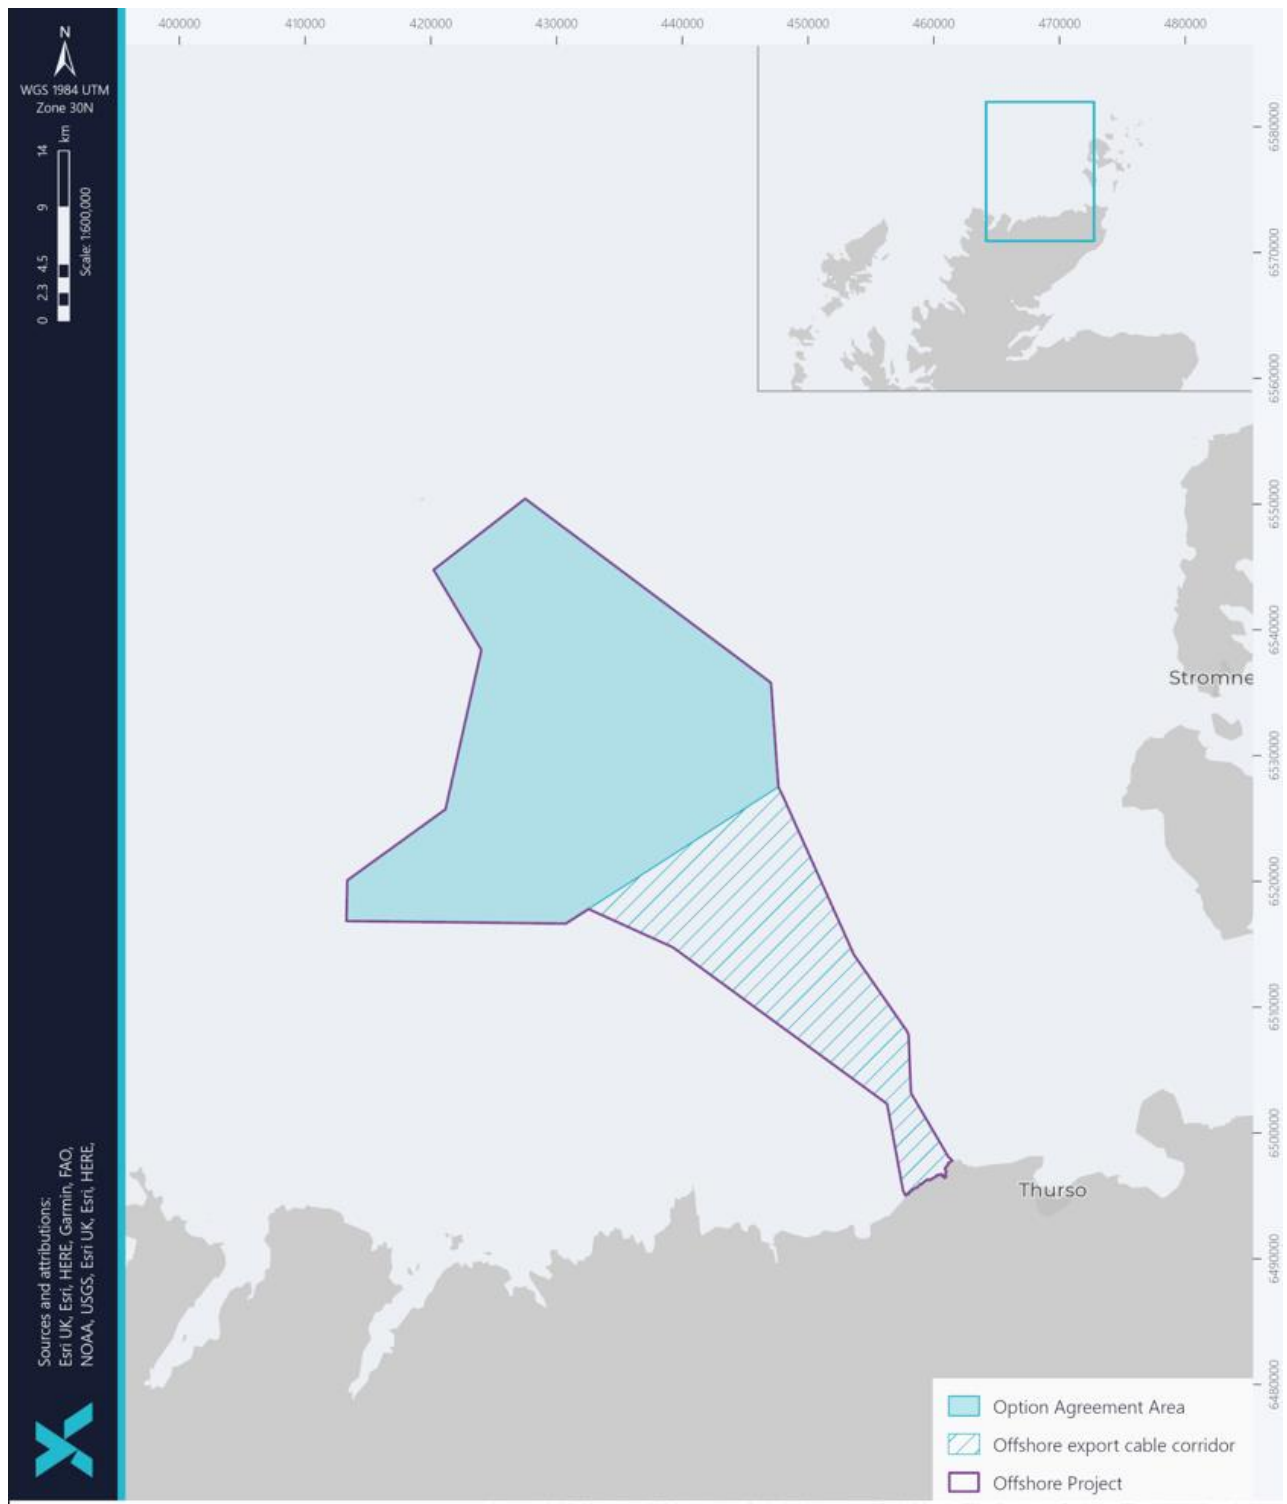 400000 410000 420000 430000 440000 450000 460000 470000 480000
N
WGS 1984 UTM
Zone 30N
km
0 2.3 4.5 9 14
Scale: 1:600,000
6580000
6570000
6560000
6550000
6540000
Stromne
6530000
6520000
6510000
6500000
Thurso
6490000
6480000
Sources and attributions:
Esri UK, Esri, HERE, Garmin, FAO,
NOAA, USGS, Esri UK, Esri, HERE,
Option Agreement Area
Offshore export cable corridor
Offshore Project